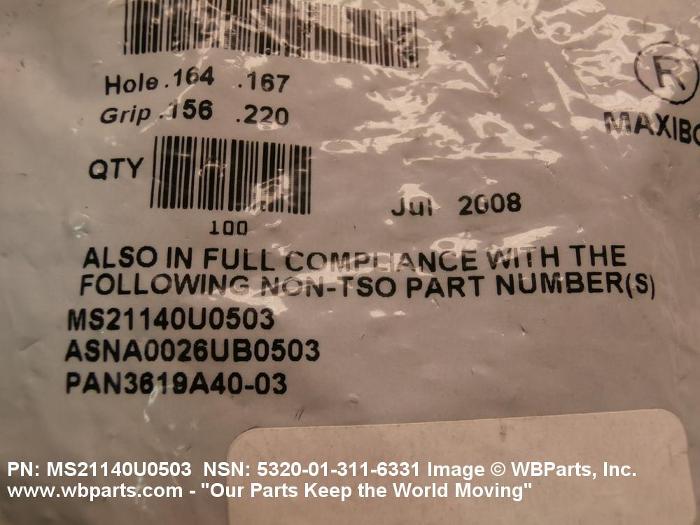 Hole .164 .167
Grip .156 .220
R
QTY
100
Jul 2008
ALSO IN FULL COMPLIANCE WITH THE
FOLLOWING NON-TSO PART NUMBER(S)
MS21140U0503
ASNA0026UB0503
PAN3619A40-03
PN: MS21140U0503 NSN: 5320-01-311-6331 Image © WBParts, Inc.
www.wbparts.com - "Our Parts Keep the World Moving"